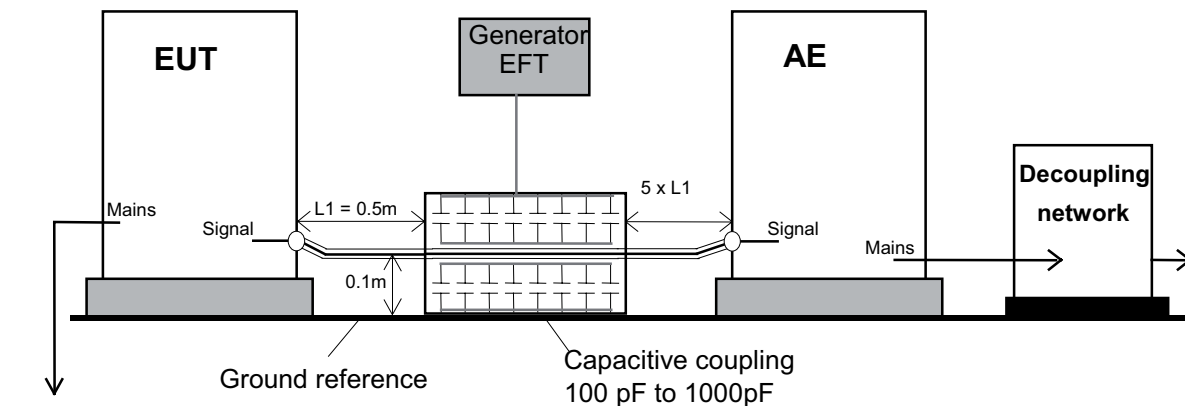 EUT
Generator
EFT
AE
Decoupling
network
Mains
Signal
L1 = 0.5m
5 x L1
Signal
Mains
0.1m
Ground reference
Capacitive coupling
100 pF to 1000pF